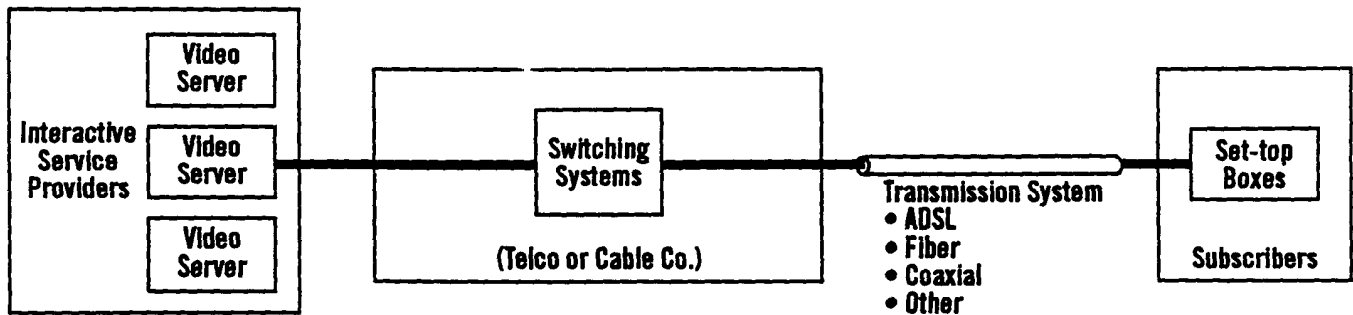 Interactive
Service
Providers
Video
Server
Video
Server
Video
Server
Switching
Systems
(Telco or Cable Co.)
Transmission System
• ADSL
• Fiber
• Coaxial
• Other
Set-top
Boxes
Subscribers